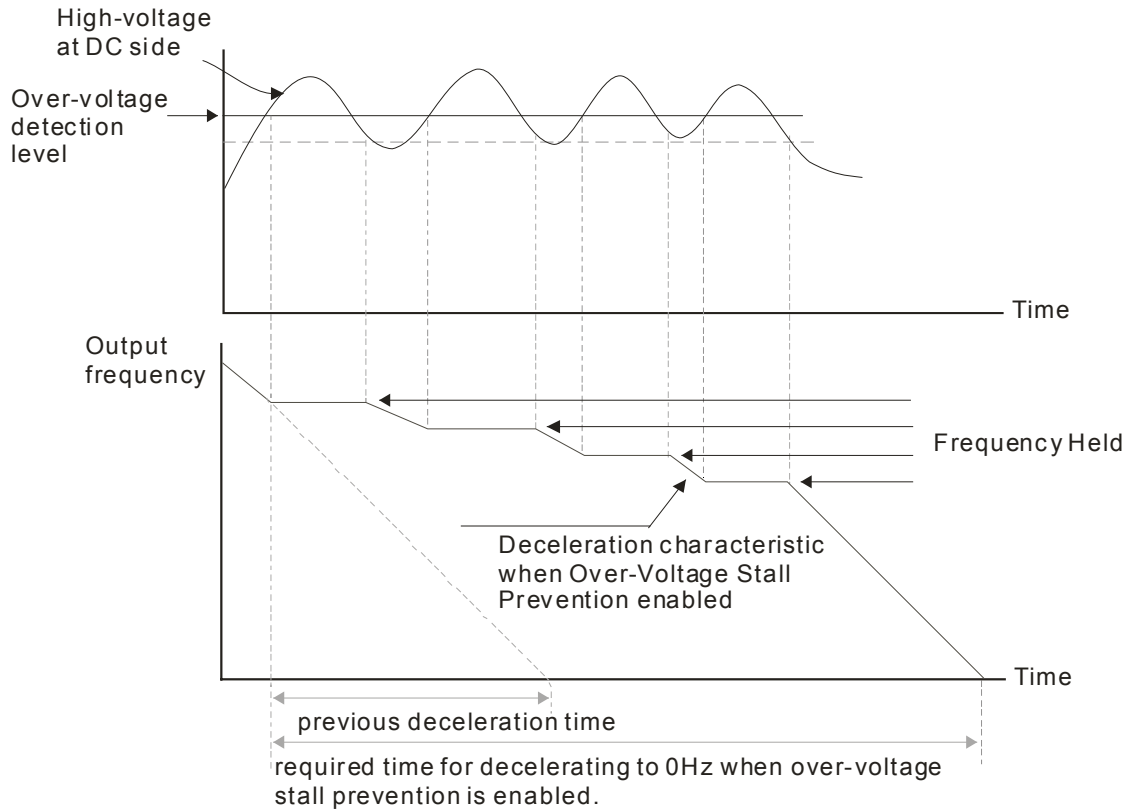 High-voltage
at DC side
Over-voltage
detection
level
Time
Output
frequency
Frequency Held
Deceleration characteristic
when Over-Voltage Stall
Prevention enabled
Time
previous deceleration time
required time for decelerating to 0Hz when over-voltage
stall prevention is enabled.